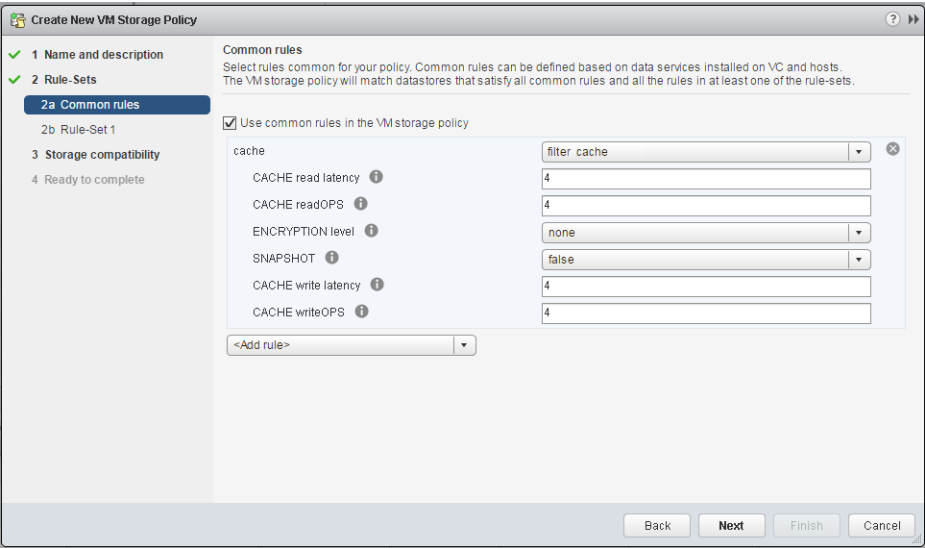 Create New VM Storage Policy
1 Name and description
2 Rule-Sets
2a Common rules
2b Rule-Set 1
3 Storage compatibility
4 Ready to complete
Common rules
Select rules common for your policy. Common rules can be defined based on data services installed on VC and hosts.
The VM storage policy will match datastores that satisfy all common rules and all the rules in at least one of the rule-sets.
Use common rules in the VM storage policy
cache filter cache
CACHE read latency 4
CACHE readOPS 4
ENCRYPTION level none
SNAPSHOT false
CACHE write latency 4
CACHE writeOPS 4
<Add rule>
Back Next Finish Cancel